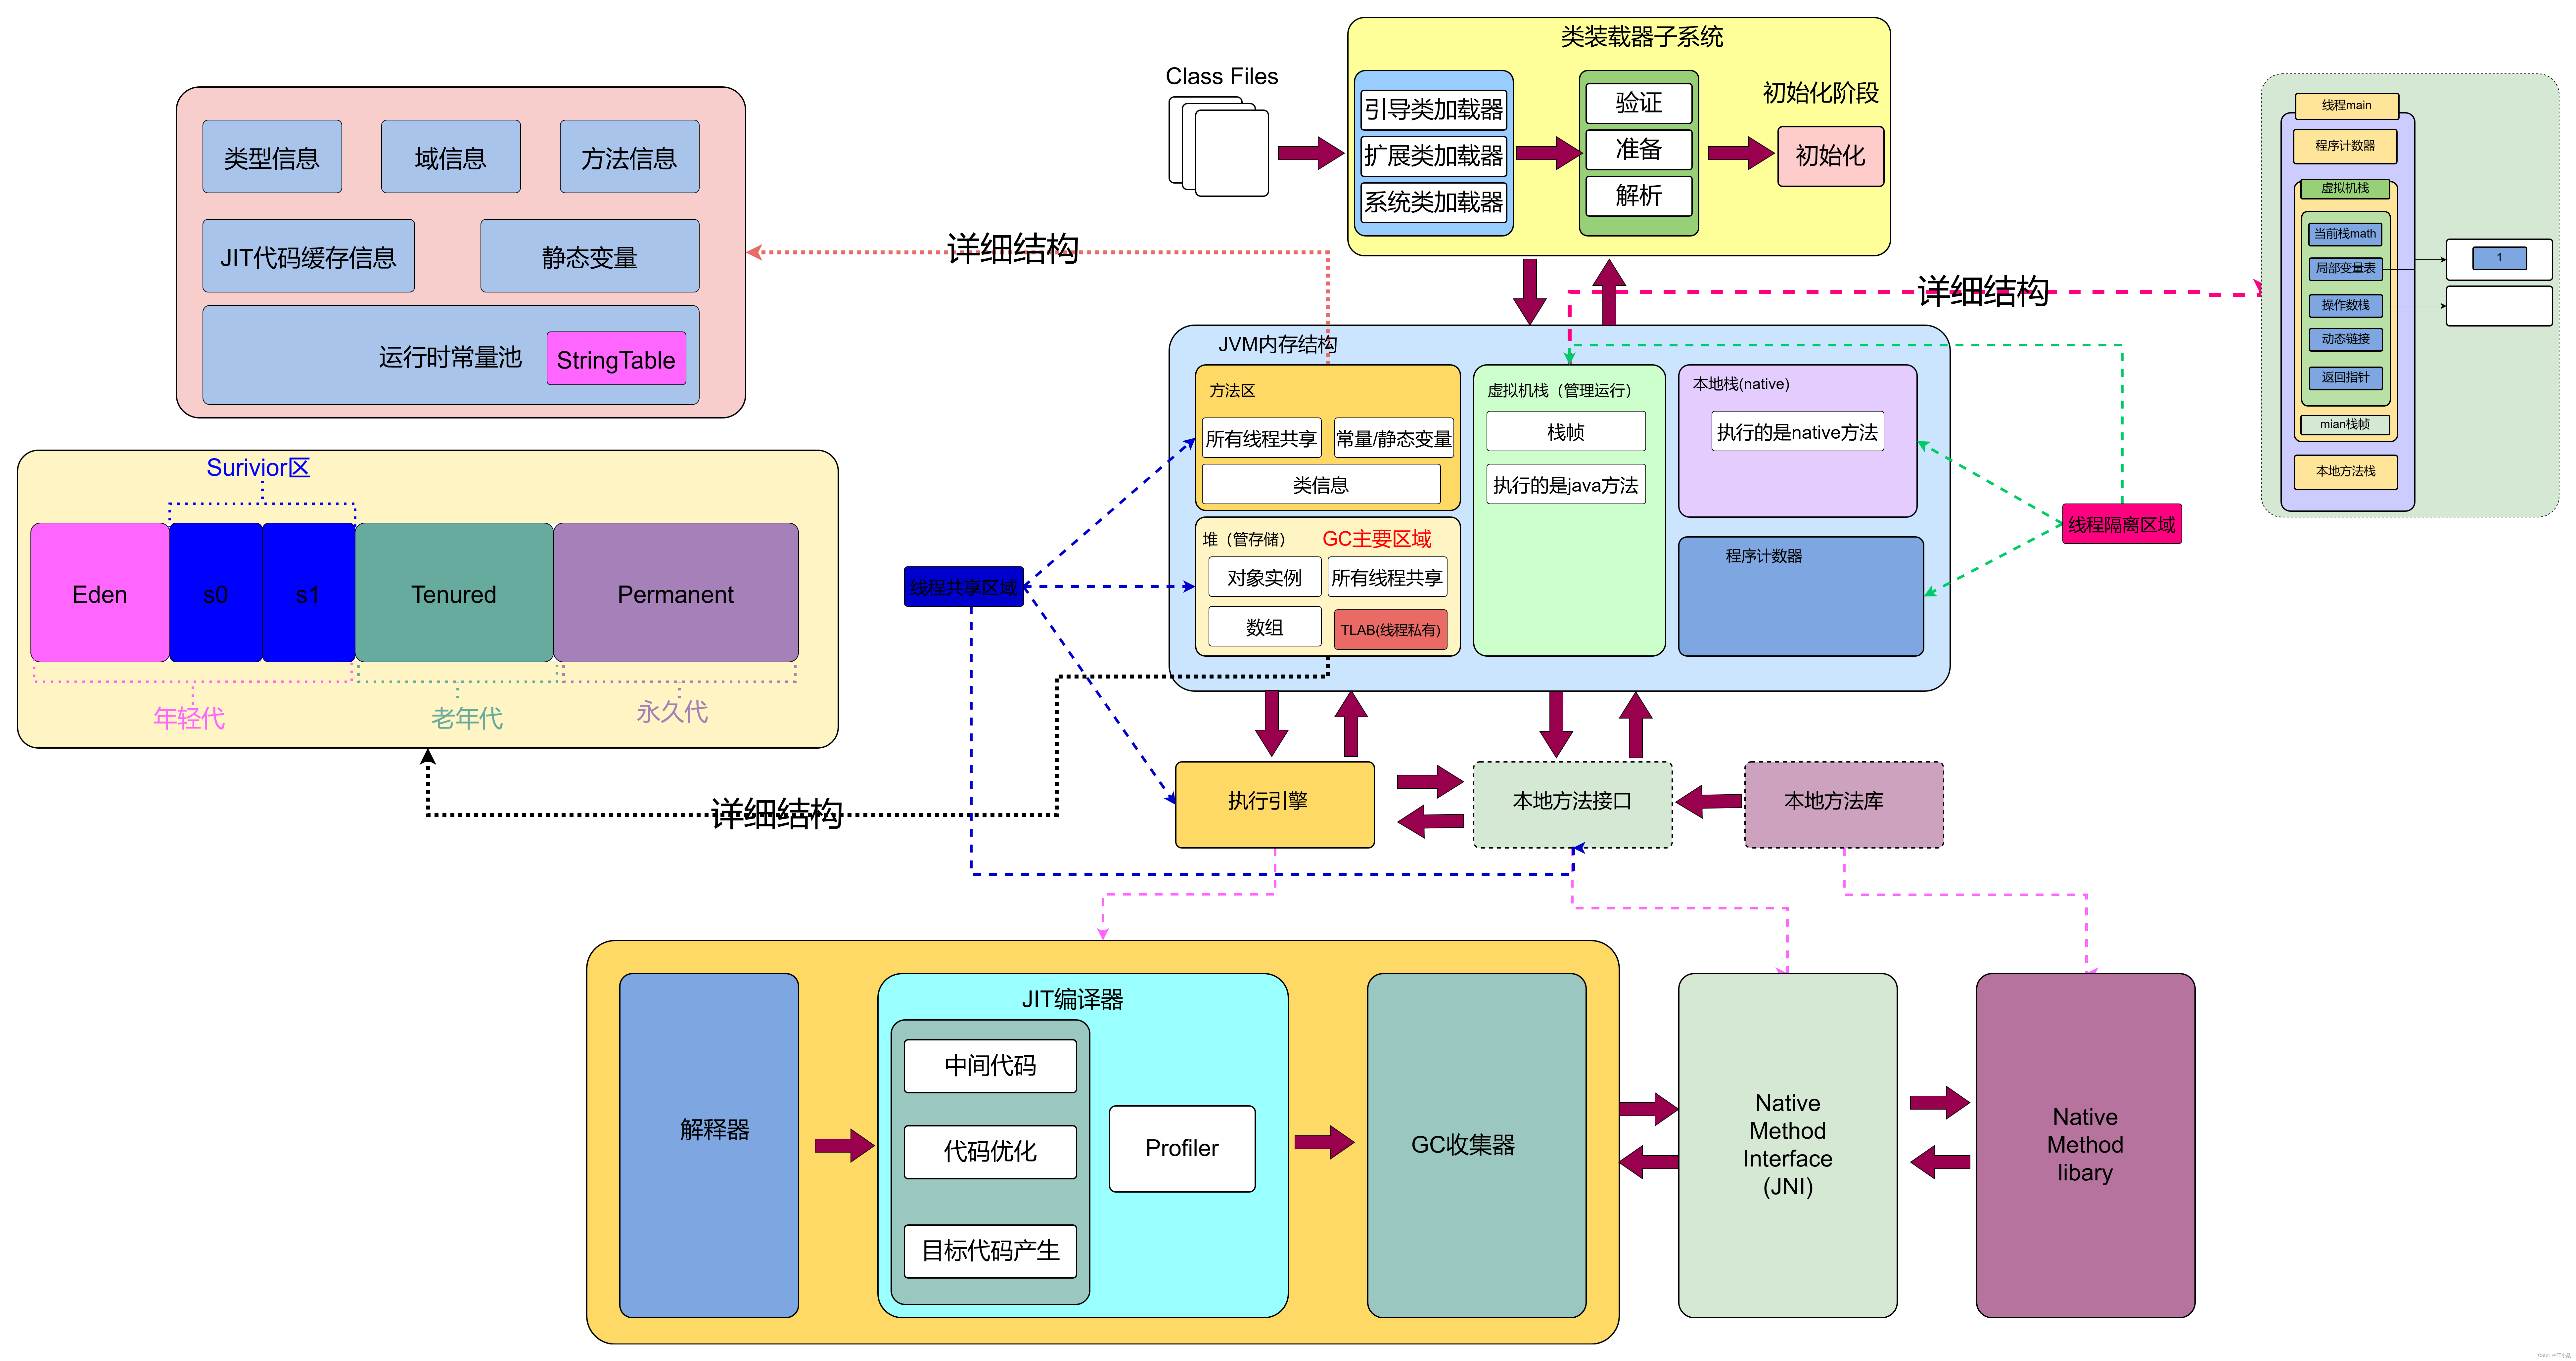 类装载器子系统
Class Files
引导类加载器
扩展类加载器
系统类加载器
验证
准备
解析
初始化阶段
初始化
类型信息
域信息
方法信息
JIT代码缓存信息
静态变量
运行时常量池
StringTable
详细结构
详细结构
线程main
程序计数器
虚拟机栈
当前栈math
局部变量表
操作数栈
动态链接
返回指针
mian栈帧
本地方法栈
1
JVM内存结构
方法区
所有线程共享
常量/静态变量
类信息
堆（管存储）
GC主要区域
对象实例
所有线程共享
数组
TLAB(线程私有)
虚拟机栈（管理运行）
栈帧
执行的是java方法
本地栈(native)
执行的是native方法
程序计数器
线程隔离区域
线程共享区域
Surivior区
Eden
s0
s1
Tenured
Permanent
年轻代
老年代
永久代
详细结构
执行引擎
本地方法接口
本地方法库
解释器
JIT编译器
中间代码
代码优化
目标代码产生
Profiler
GC收集器
Native
Method
Interface
(JNI)
Native
Method
libary